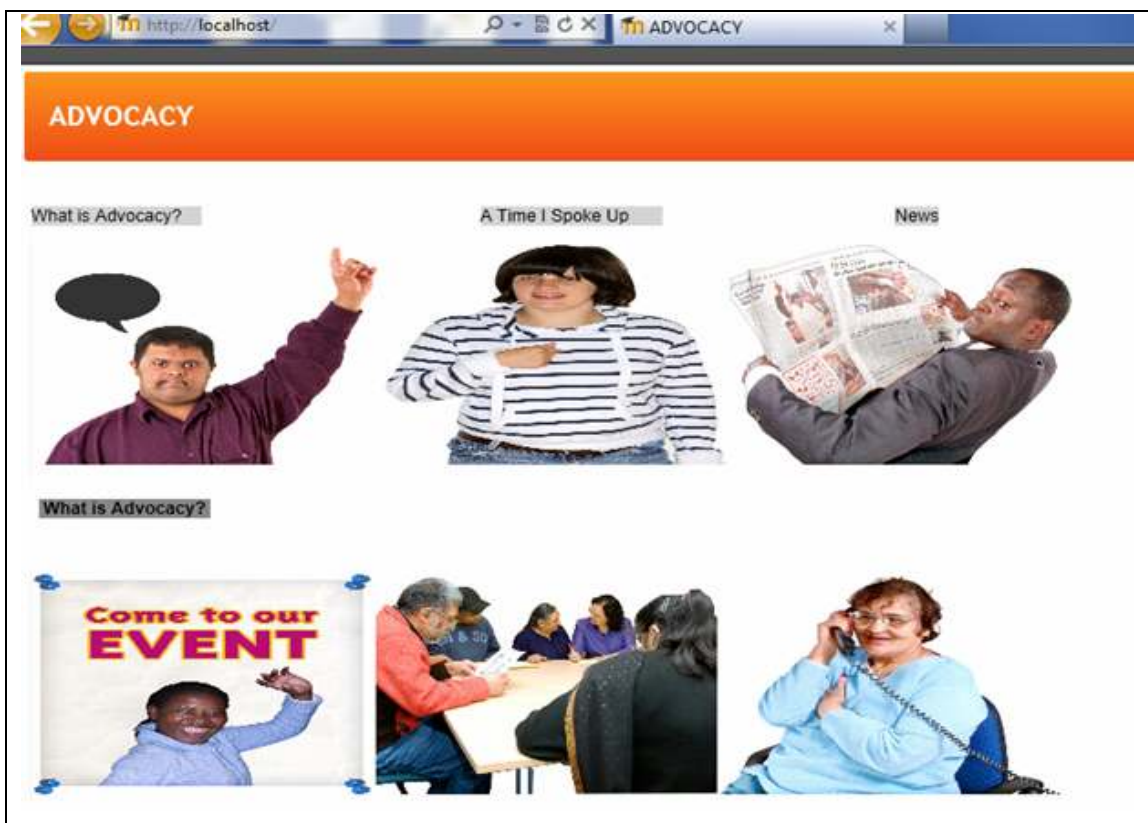 http://localhost/
ADVOCACY
ADVOCACY
What is Advocacy?
A Time I Spoke Up
News
What is Advocacy?
Come to our
EVENT